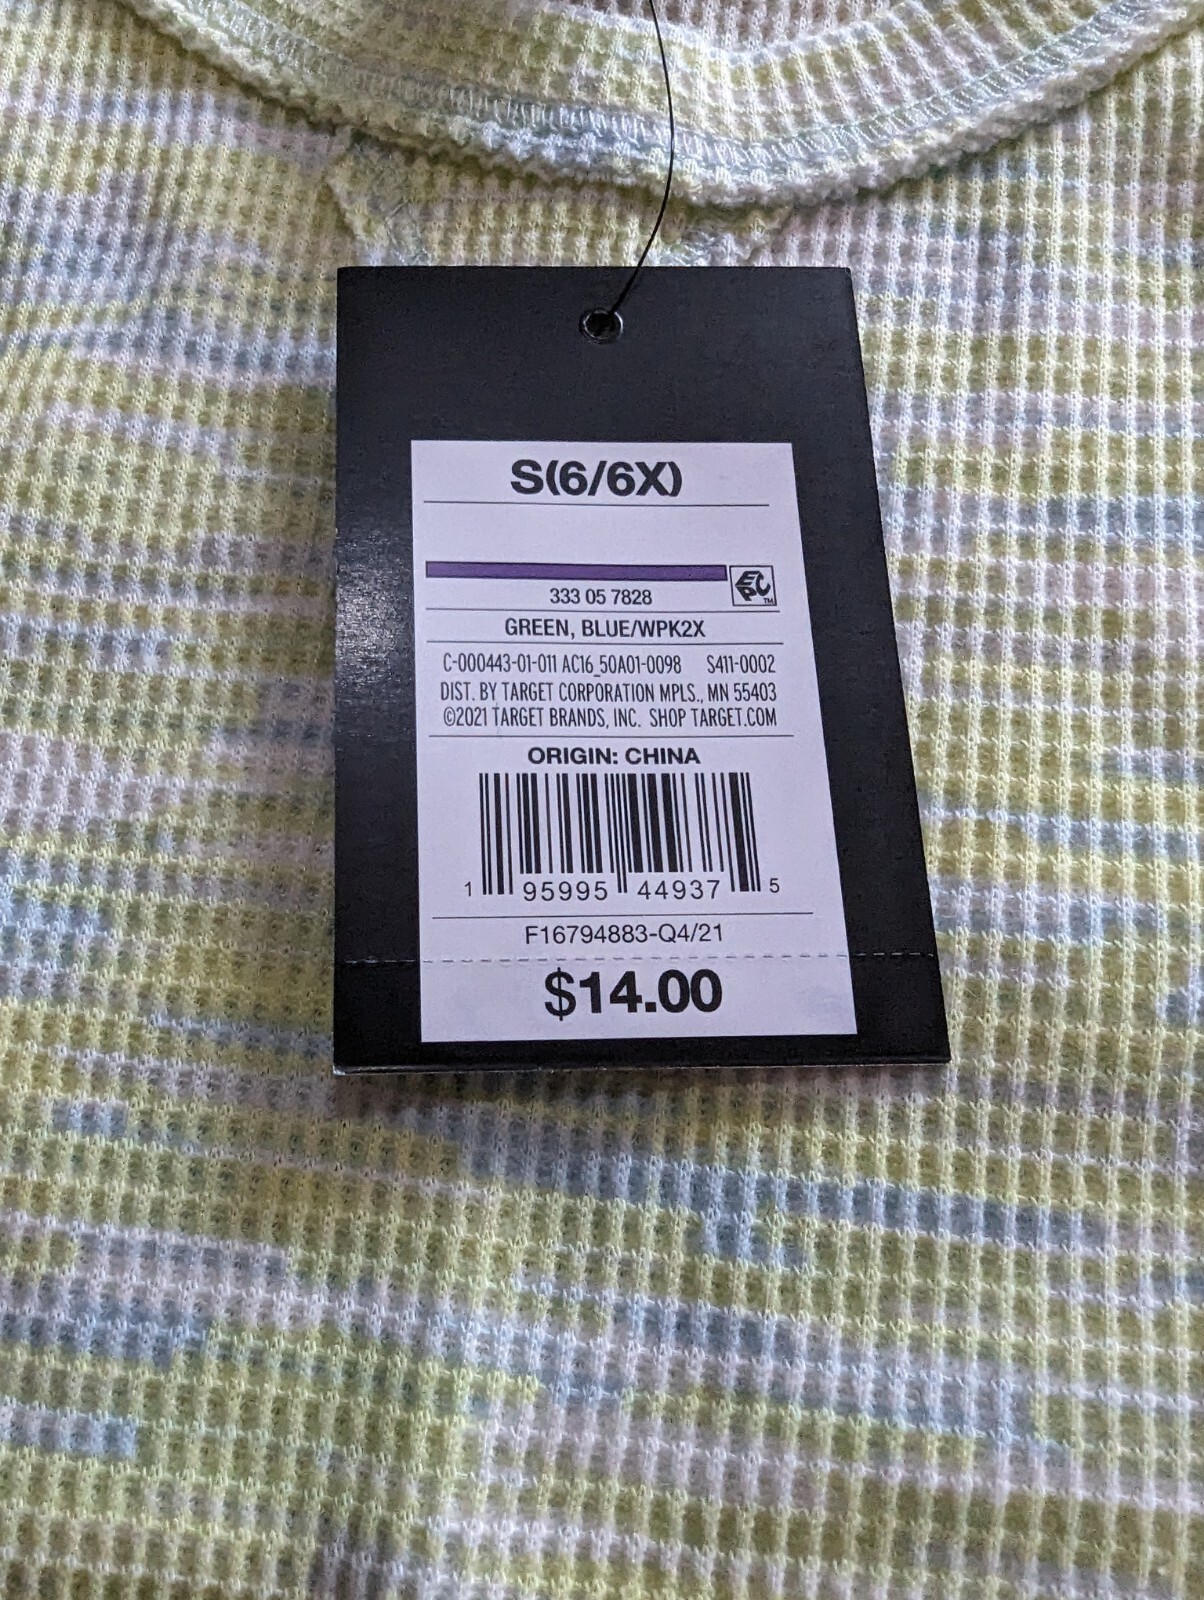 S(6/6X)
EPC TM
333 05 7828
GREEN, BLUE/WPK2X
C-000443-01-011 AC16_50A01-0098 S411-0002
DIST. BY TARGET CORPORATION MPLS., MN 55403
©2021 TARGET BRANDS, INC. SHOP TARGET.COM
ORIGIN: CHINA
1 95995 44937 5
F16794883-Q4/21
$14.00